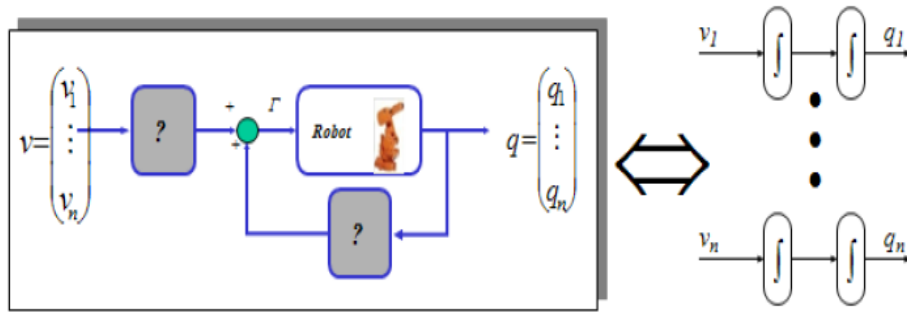 v=(v1 ⋮ vn)
?
+
+
Γ
Robot
?
q=(q1 ⋮ qn)
v1 ∫ ∫ q1
vn ∫ ∫ qn